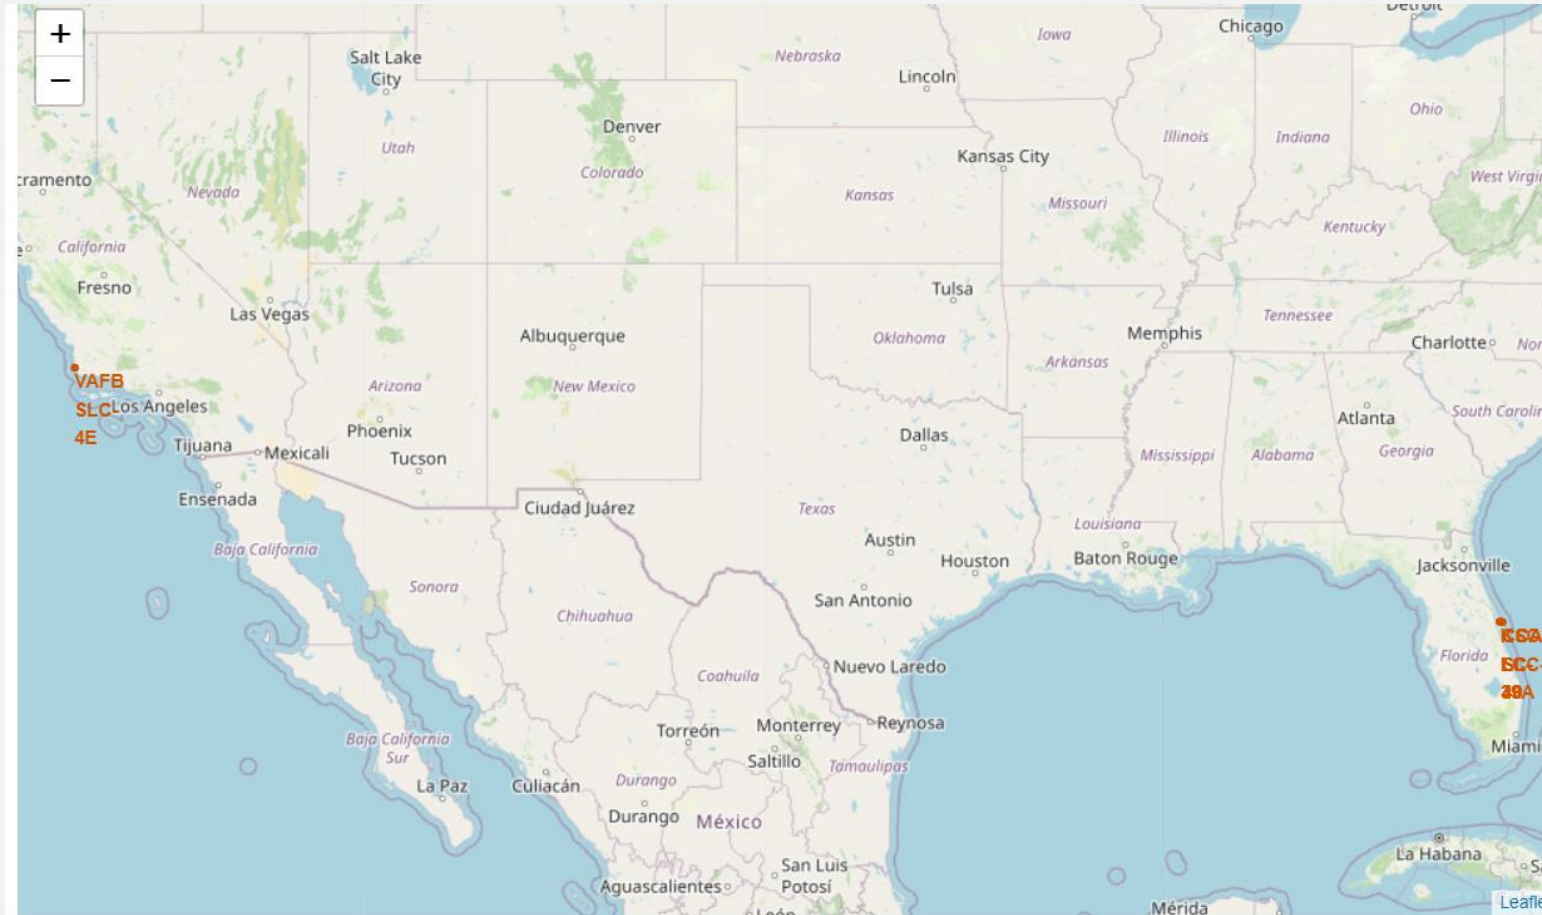 +
−
Detroit
Chicago
Iowa
Nebraska
Salt Lake
City
Lincoln
Ohio
Denver
Illinois
Indiana
Utah
Kansas City
Colorado
West Virgi
cramento
Nevada
Kansas
Missouri
Kentucky
e
California
Fresno
Tulsa
Las Vegas
Tennessee
Albuquerque
Oklahoma
Memphis
Charlotte
Nor
Arkansas
VAFB
SLC-
4E
Arizona
New Mexico
Los Angeles
South Carolin
Atlanta
Phoenix
Dallas
Tijuana
Mexicali
Tucson
Mississippi
Alabama
Georgia
Ensenada
Ciudad Juárez
Texas
Louisiana
Austin
Baja California
Houston
Baton Rouge
Jacksonville
Sonora
San Antonio
Chihuahua
Florida
Nuevo Laredo
Coahuila
Torreón
Monterrey
Reynosa
Baja California
Sur
Saltillo
Tamaulipas
Miami
La Paz
Culiacán
Durango
Durango
México
La Habana
San Luis
Potosí
Aguascalientes
León
Mérida
Leafle